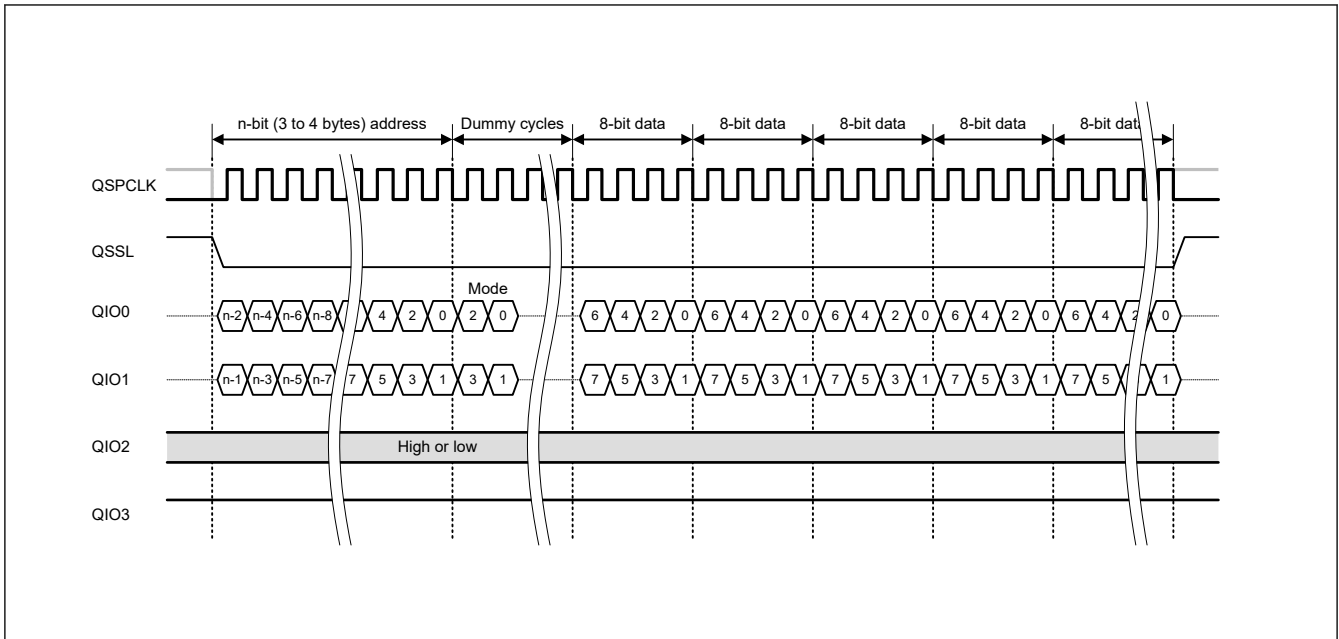 n-bit (3 to 4 bytes) address Dummy cycles 8-bit data 8-bit data 8-bit data 8-bit data 8-bit data
QSPCLK
QSSL
Mode
QIO0 n-2 n-4 n-6 n-8 4 2 0 2 0 6 4 2 0 6 4 2 0 6 4 2 0 6 4 2 0 6 4 2 0
QIO1 n-1 n-3 n-5 n-7 7 5 3 1 3 1 7 5 3 1 7 5 3 1 7 5 3 1 7 5 3 1 7 5 1
QIO2 High or low
QIO3